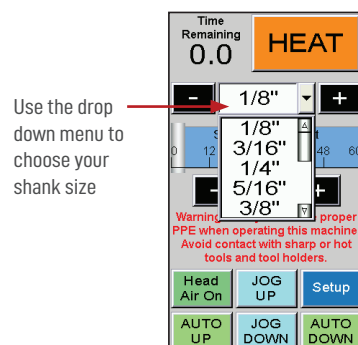 Time
Remaining
0.0
HEAT
- 1/8" +
Use the drop
down menu to
choose your
shank size
1/8"
3/16"
1/4"
5/16"
3/8"
0 12 48 60
- +
Warning proper
PPE when operating this machine
Avoid contact with sharp or hot
tools and tool holders.
Head
Air On
JOG
UP
Setup
AUTO
UP
JOG
DOWN
AUTO
DOWN